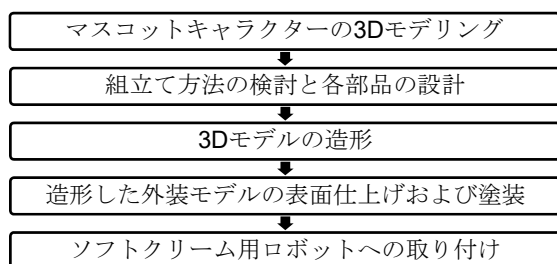 マスコットキャラクターの3Dモデリング
組立て方法の検討と各部品の設計
3Dモデルの造形
造形した外装モデルの表面仕上げおよび塗装
ソフトクリーム用ロボットへの取り付け